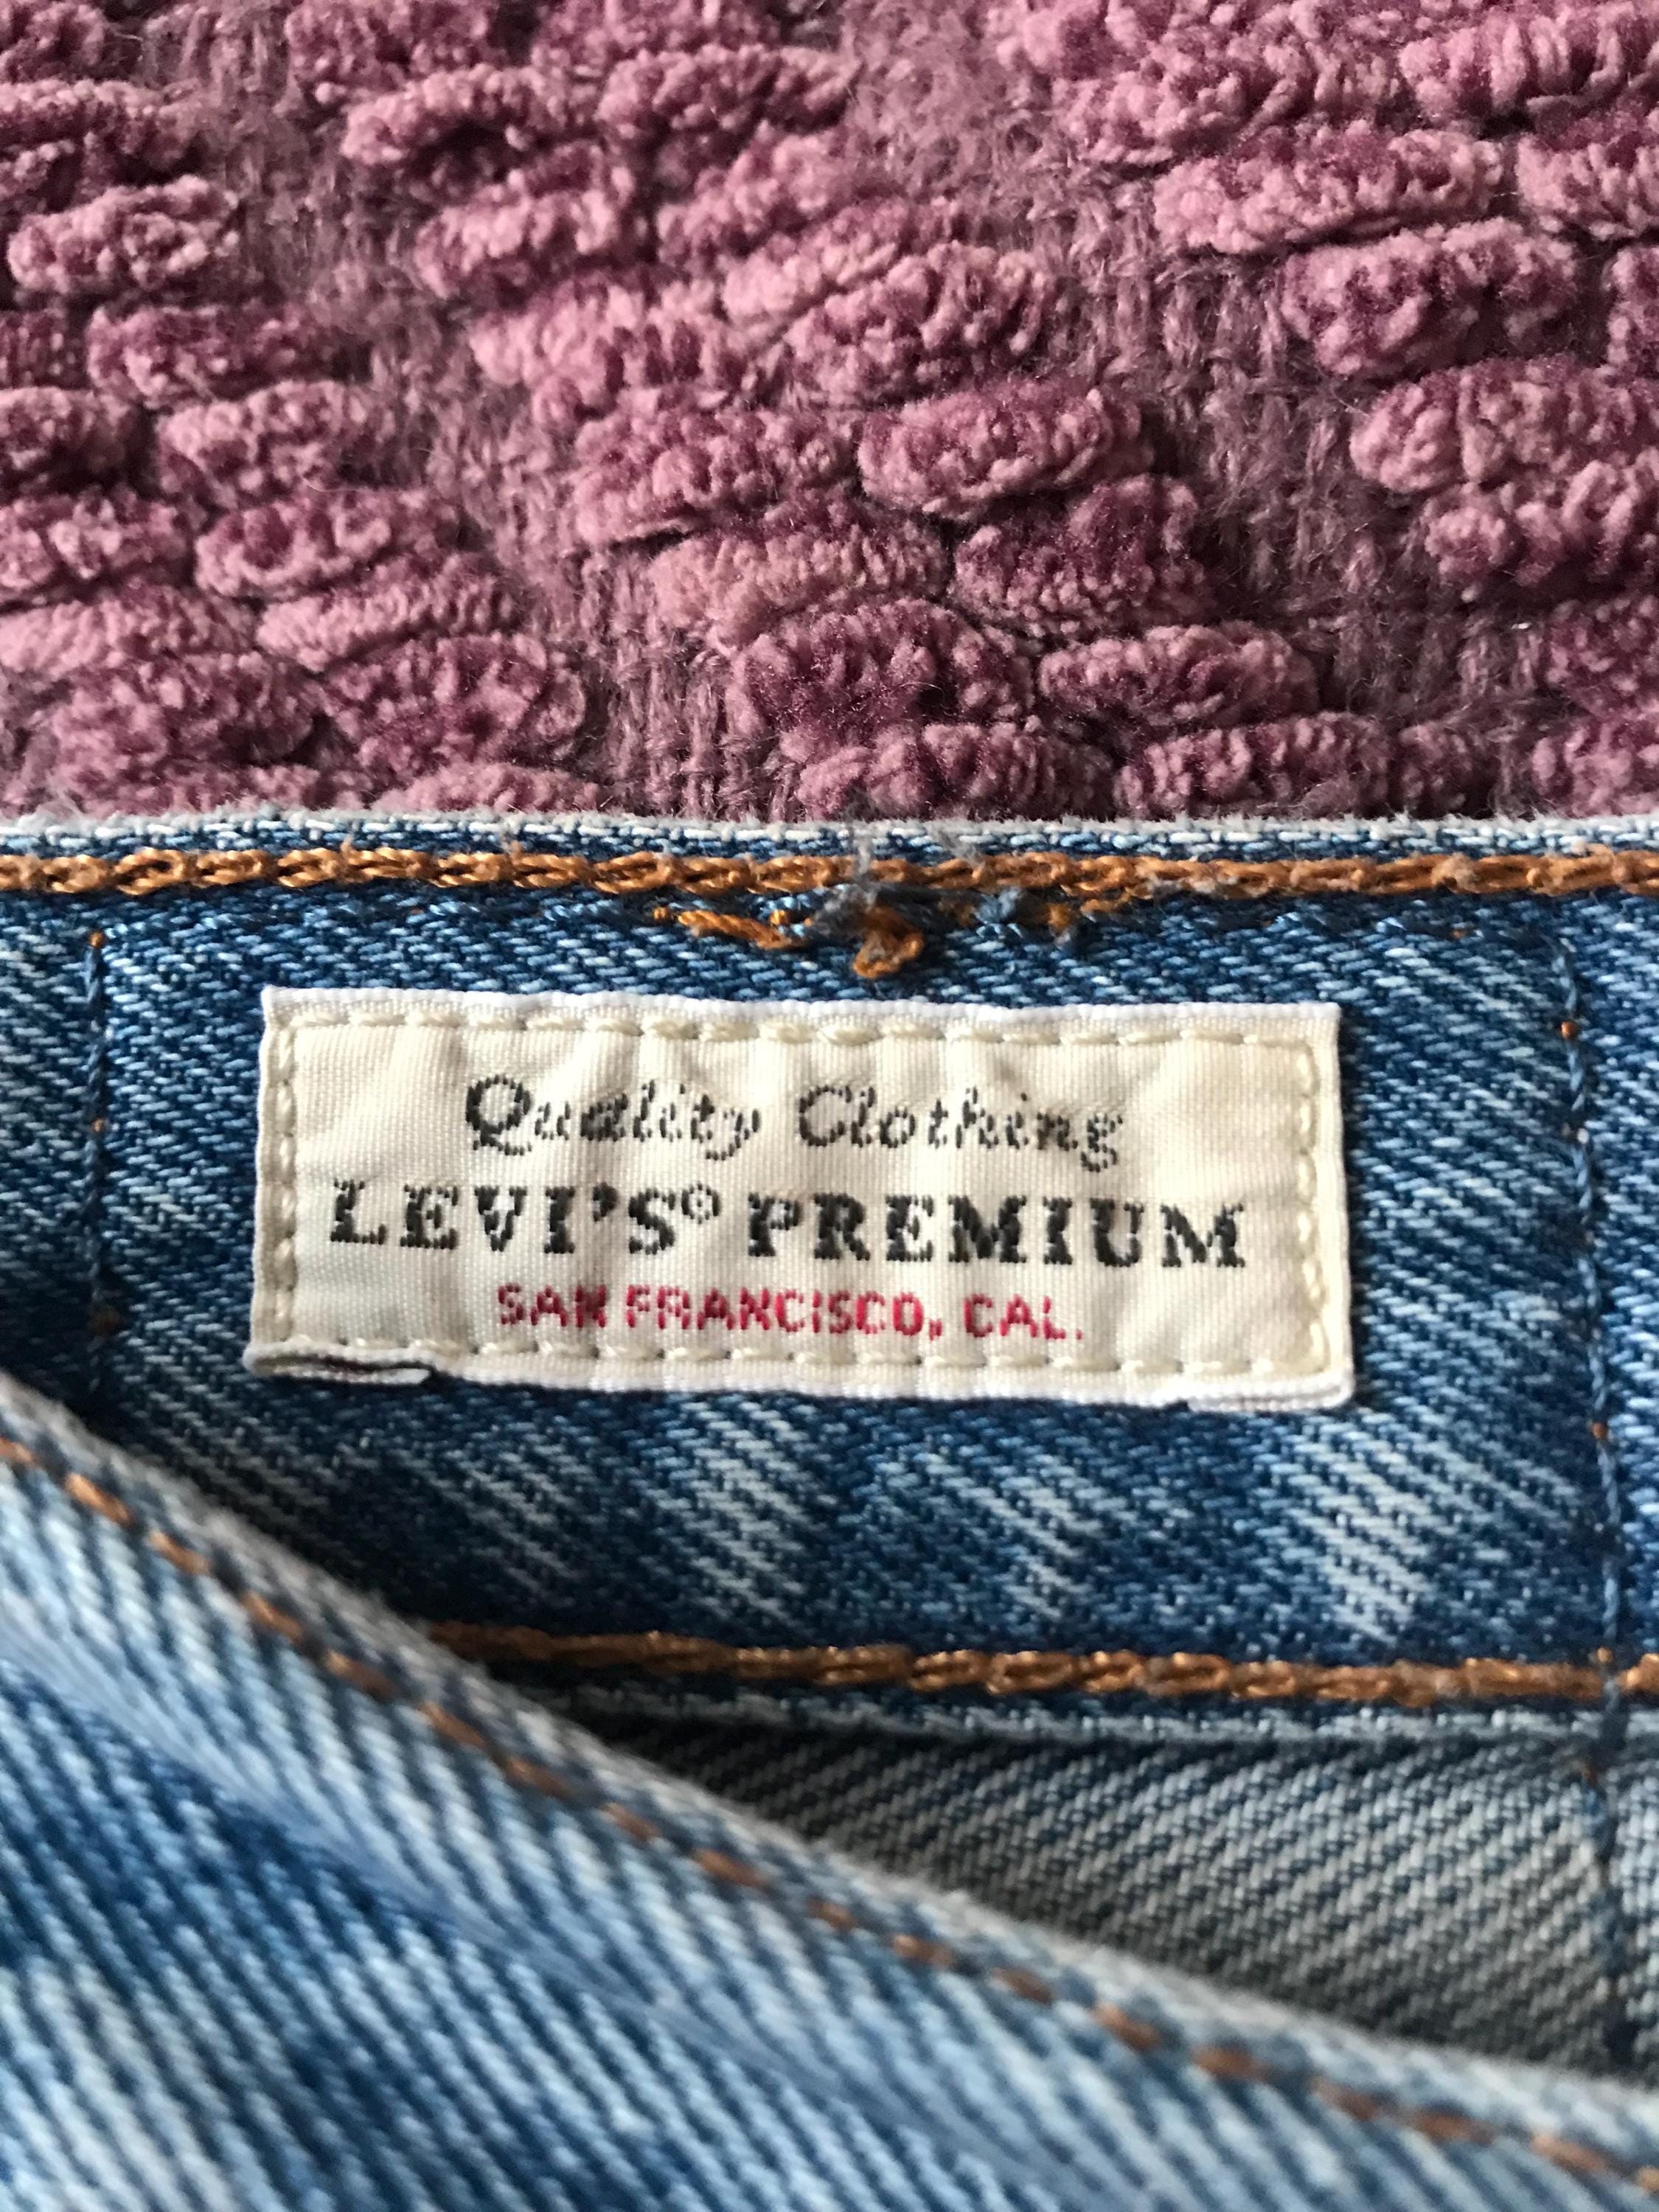 Quality Clothing
LEVI'S® PREMIUM
SAN FRANCISCO, CAL.